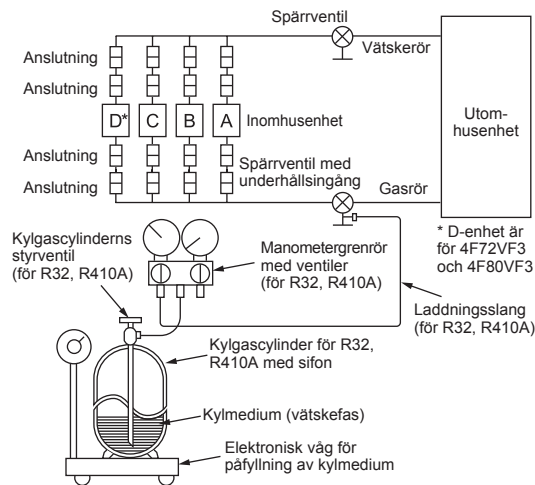 Spärrventil
Vätskerör
Anslutning
Anslutning
D*
C
B
A
Inomhusenhet
Utom-
husenhet
Anslutning
Anslutning
Spärrventil med
underhållsingång
Gasrör
* D-enhet är
för 4F72VF3
och 4F80VF3
Kylgascylinderns
styrventil
(för R32, R410A)
Manometergrenrör
med ventiler
(för R32, R410A)
Laddningsslang
(för R32, R410A)
Kylgascylinder för R32,
R410A med sifon
Kylmedium (vätskefas)
Elektronisk våg för
påfyllning av kylmedium